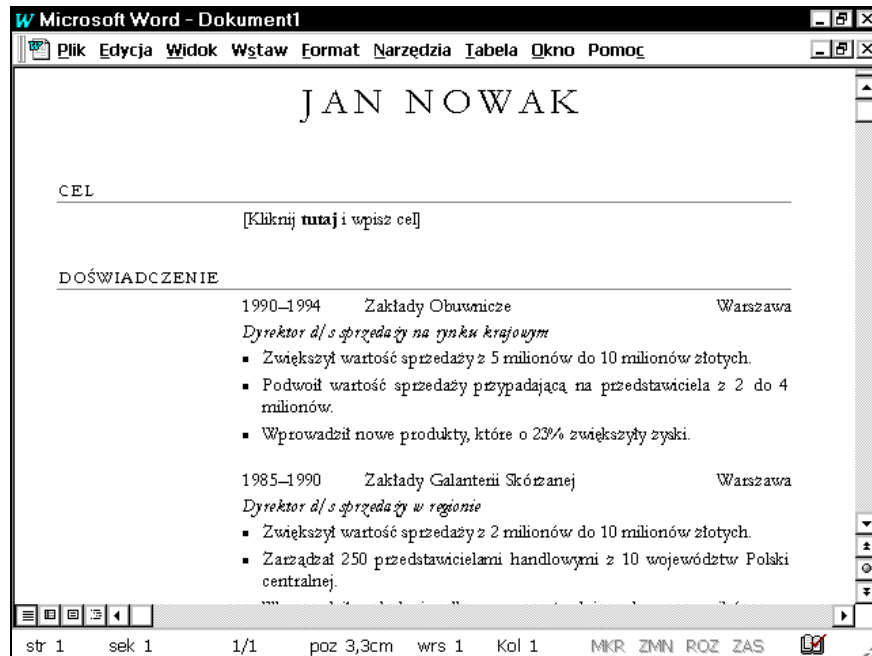 Microsoft Word - Dokument1
Plik Edycja Widok Wstaw Format Narzędzia Tabela Okno Pomoc
JAN NOWAK
CEL
[Kliknij tutaj i wpisz cel]
DOŚWIADCZENIE
1990–1994 Zakłady Obuwnicze Warszawa
Dyrektor d/s sprzedaży na rynku krajowym
▪ Zwiększył wartość sprzedaży z 5 milionów do 10 milionów złotych.
▪ Podwoił wartość sprzedaży przypadającą na przedstawiciela z 2 do 4
milionów.
▪ Wprowadził nowe produkty, które o 23% zwiększyły zyski.
1985–1990 Zakłady Galanterii Skórzanej Warszawa
Dyrektor d/s sprzedaży w regionie
▪ Zwiększył wartość sprzedaży z 2 milionów do 10 milionów złotych.
▪ Zarządzał 250 przedstawicielami handlowymi z 10 województw Polski
centralnej.
str 1 sek 1 1/1 poz 3,3cm wrs 1 Kol 1 MKR ZMN ROZ ZAS